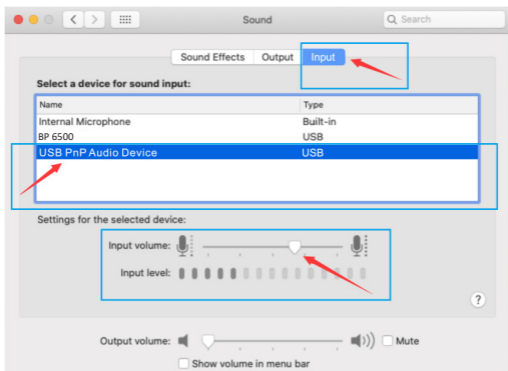 Sound
Search
Sound Effects Output Input
Select a device for sound input:
Name Type
Internal Microphone Built-in
BP 6500 USB
USB PnP Audio Device USB
Settings for the selected device:
Input volume:
Input level:
?
Output volume: Mute
Show volume in menu bar